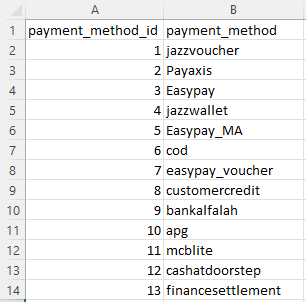 A B
1 payment_method_id payment_method
2 1 jazzvoucher
3 2 Payaxis
4 3 Easypay
5 4 jazzwallet
6 5 Easypay_MA
7 6 cod
8 7 easypay_voucher
9 8 customercredit
10 9 bankalfalah
11 10 apg
12 11 mcblite
13 12 cashatdoorstep
14 13 financesettlement